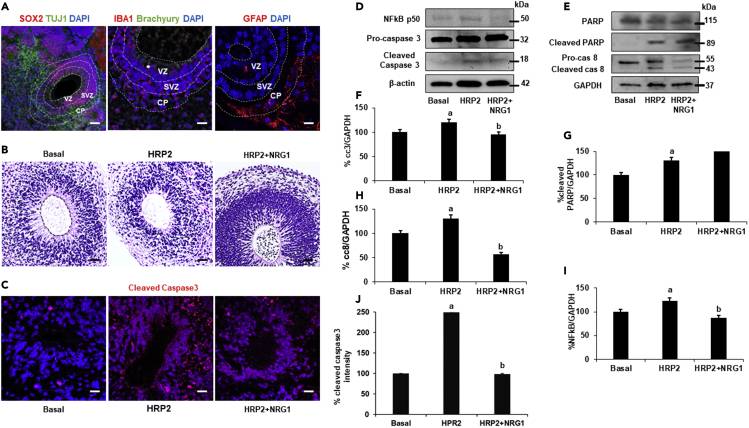 A
SOX2 TUJ1 DAPI
VZ
SVZ
CP
IBA1 Brachyury DAPI
VZ
SVZ
CP
GFAP DAPI
VZ
SVZ
CP
B
Basal
HRP2
HRP2+NRG1
C
Cleaved Caspase3
Basal
HRP2
HRP2+NRG1
D
kDa
NFkB p50
50
Pro-caspase 3
32
Cleaved
Caspase 3
18
β-actin
42
Basal HRP2 HRP2+
NRG1
E
kDa
PARP
115
Cleaved PARP
89
Pro-cas 8
55
Cleaved cas 8
43
GAPDH
37
Basal HRP2 HRP2+
NRG1
F
% cc3/GAPDH
200
150
100
50
0
a
b
Basal HRP2 HRP2+NRG1
G
%cleaved
PARP/GAPDH
150
100
50
0
a
Basal HRP2 HRP2+NRG1
H
% cc8/GAPDH
150
100
50
0
a
b
Basal HRP2 HRP2+NRG1
I
%NFkB/GAPDH
200
150
100
50
0
a
b
Basal HRP2 HRP2+NRG1
J
% cleaved caspase3
intensity
250
200
150
100
50
0
a
b
Basal HPR2 HRP2+NRG1